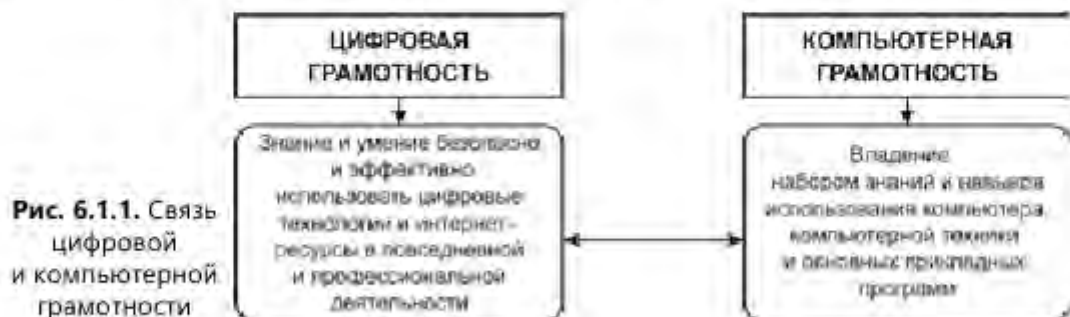 ЦИФРОВАЯ
ГРАМОТНОСТЬ
КОМПЬЮТЕРНАЯ
ГРАМОТНОСТЬ
Знание и умение безопасно
и эффективно
использовать цифровые
технологии и интернет-
ресурсы в повседневной
и профессиональной
деятельности
Владение
набором знаний и навыков
использования компьютера,
компьютерной техники
и основных прикладных
программ
Рис. 6.1.1. Связь
цифровой
и компьютерной
грамотности